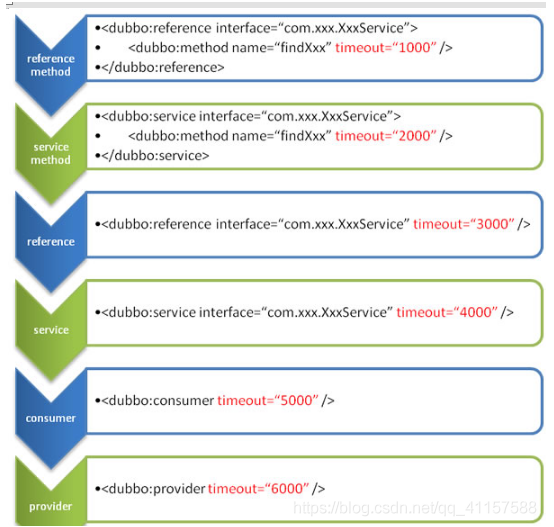 reference
method
•<dubbo:reference interface=“com.xxx.XxxService”>
•    <dubbo:method name=“findXxx” timeout=“1000” />
•</dubbo:reference>
service
method
•<dubbo:service interface=“com.xxx.XxxService”>
•    <dubbo:method name=“findXxx” timeout=“2000” />
•</dubbo:service>
reference
•<dubbo:reference interface=“com.xxx.XxxService” timeout=“3000” />
service
•<dubbo:service interface=“com.xxx.XxxService” timeout=“4000” />
consumer
•<dubbo:consumer timeout=“5000” />
provider
•<dubbo:provider timeout=“6000” />
https://blog.csdn.net/qq_41157588